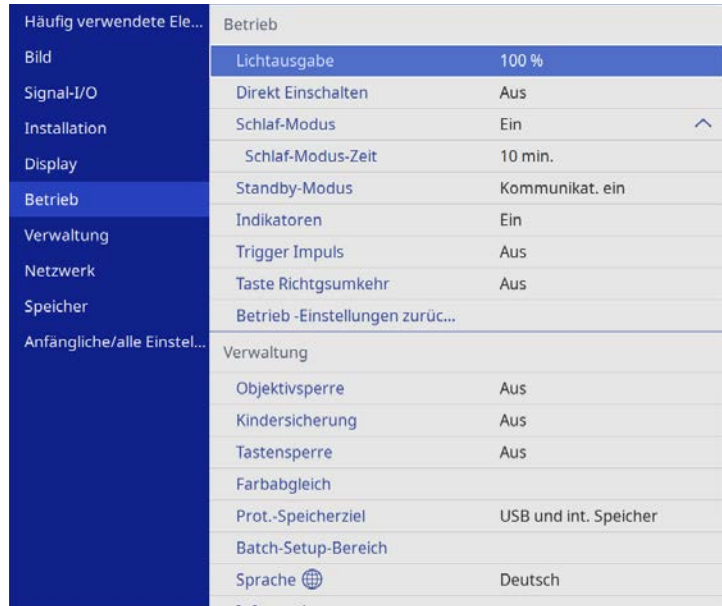 Häufig verwendete Ele...
Bild
Signal-I/O
Installation
Display
Betrieb
Verwaltung
Netzwerk
Speicher
Anfängliche/alle Einstel...
Betrieb
Lichtausgabe 100 %
Direkt Einschalten Aus
Schlaf-Modus Ein
Schlaf-Modus-Zeit 10 min.
Standby-Modus Kommunikat. ein
Indikatoren Ein
Trigger Impuls Aus
Taste Richtgsumkehr Aus
Betrieb -Einstellungen zurüc...
Verwaltung
Objektivsperre Aus
Kindersicherung Aus
Tastensperre Aus
Farbabgleich
Prot.-Speicherziel USB und int. Speicher
Batch-Setup-Bereich
Sprache Deutsch